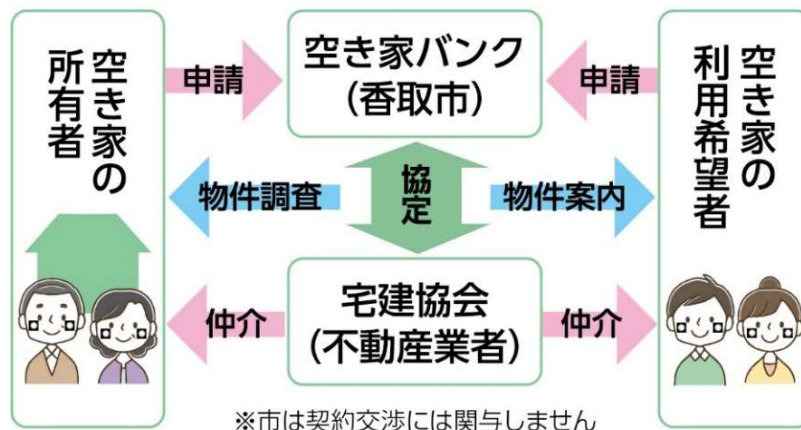 空き家の
所有者
申請
空き家バンク
(香取市)
申請
空き家の
利用希望者
物件調査
協定
物件案内
仲介
宅建協会
(不動産業者)
仲介
※市は契約交渉には関与しません